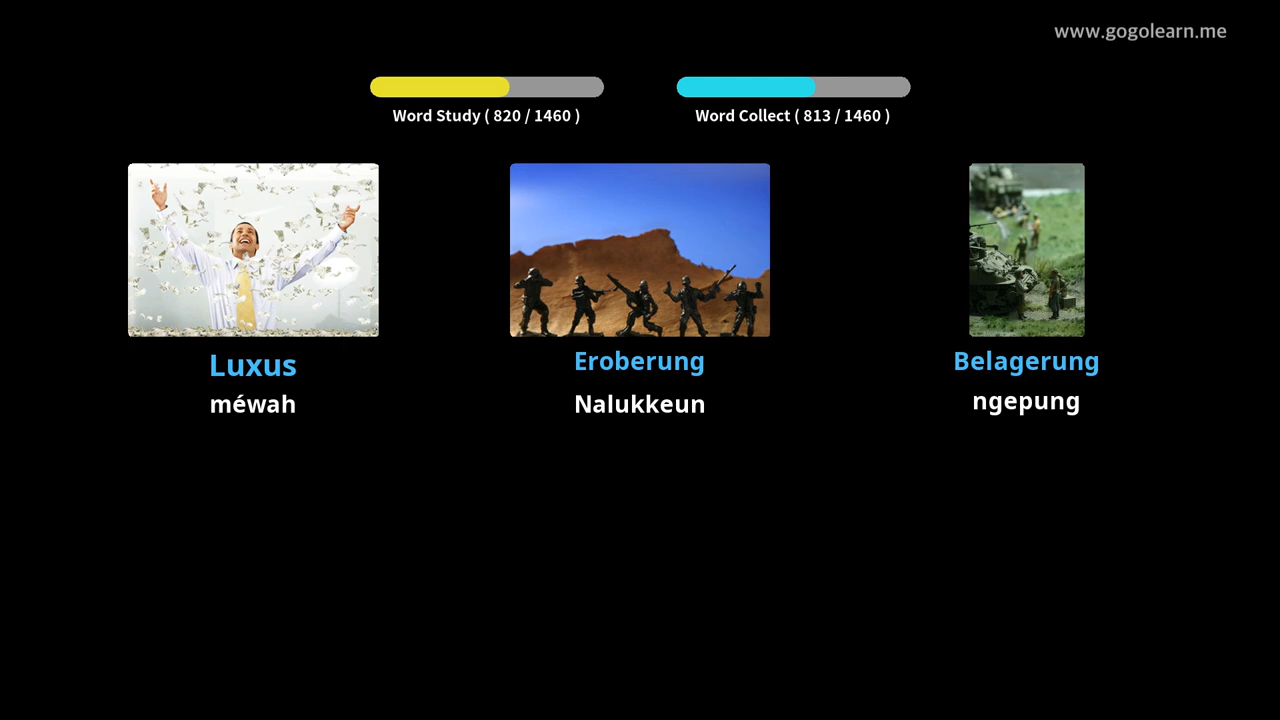 www.gogolearn.me
Word Study ( 820 / 1460 )
Word Collect ( 813 / 1460 )
Luxus
méwah
Eroberung
Nalukkeun
Belagerung
ngepung